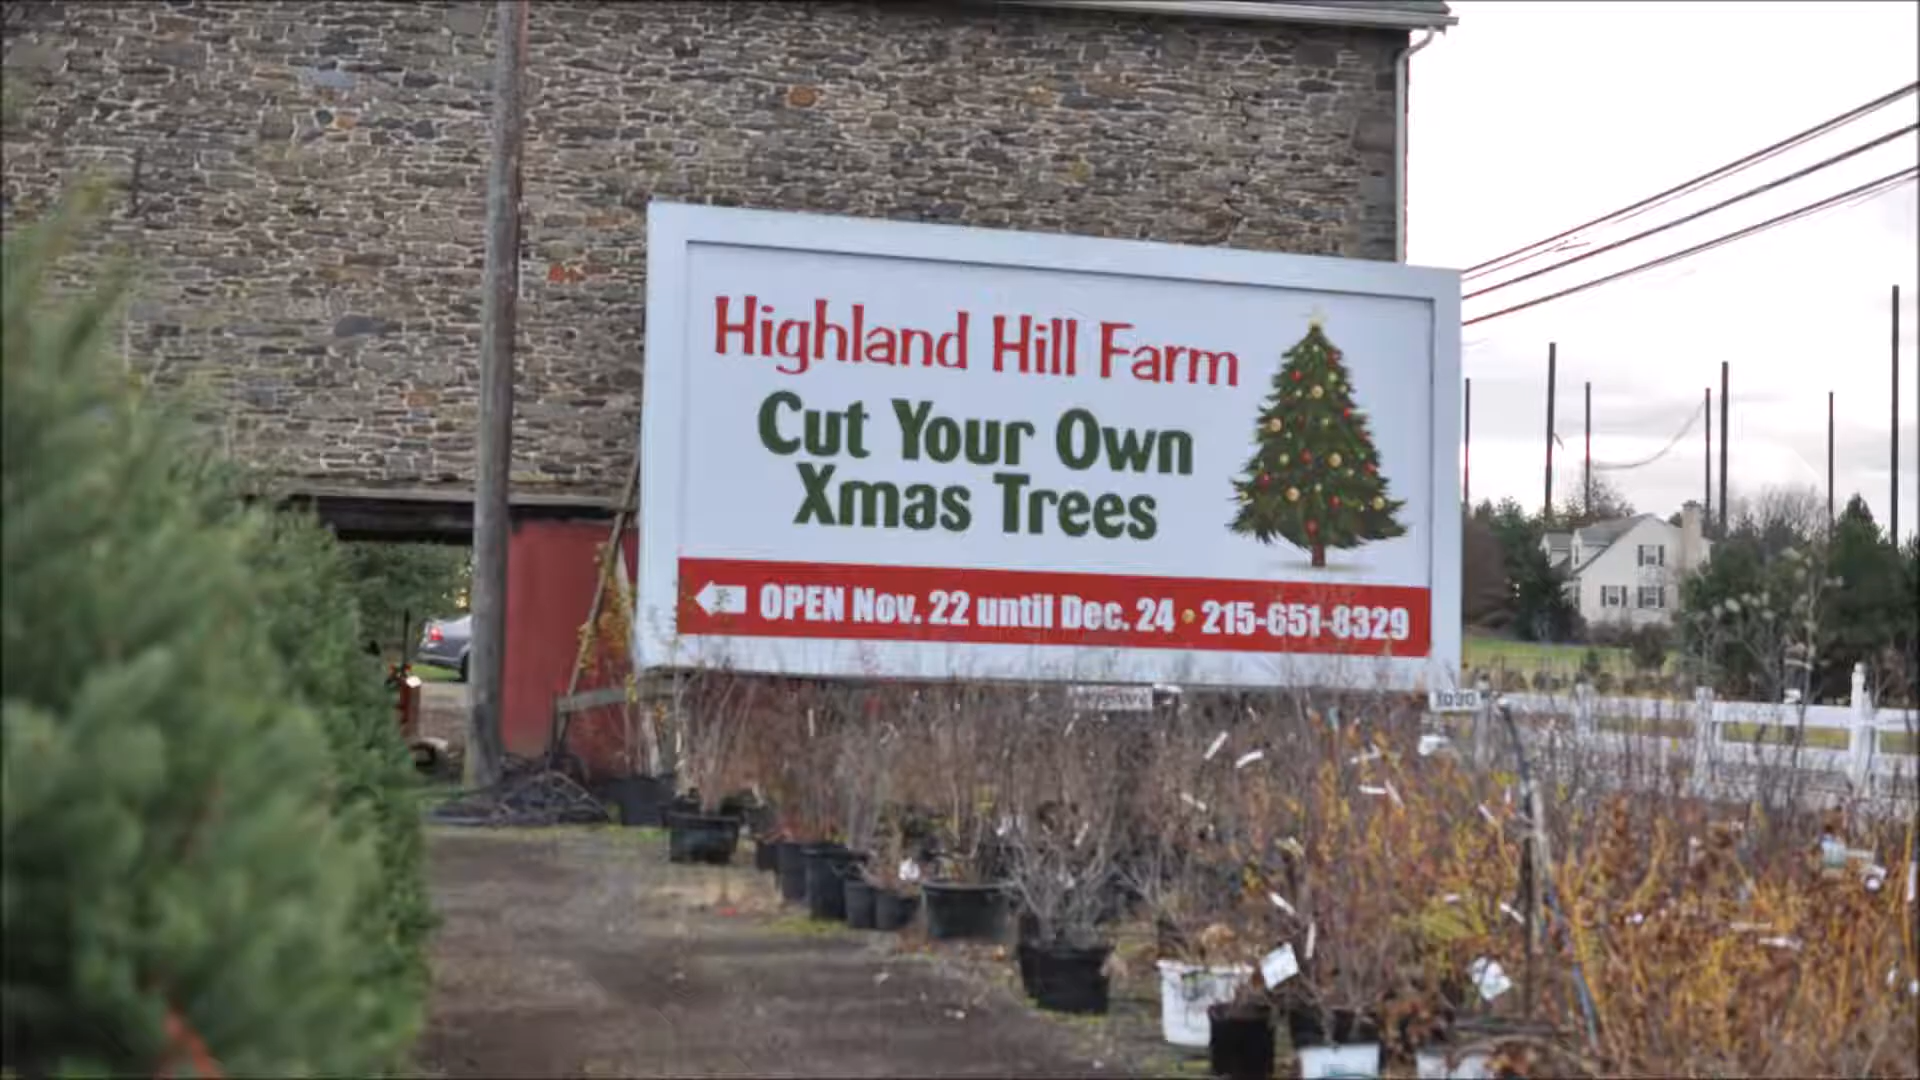 Highland Hill Farm
Cut Your Own
Xmas Trees
OPEN Nov. 22 until Dec. 24 • 215-651-8329